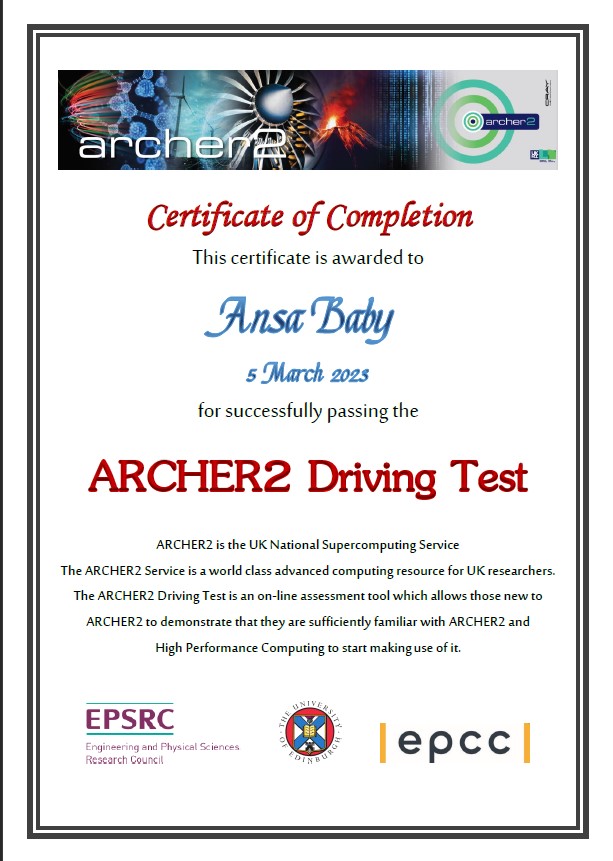 archer2
CRAY
archer2
Certificate of Completion
This certificate is awarded to
Ansa Baby
5 March 2023
for successfully passing the
ARCHER2 Driving Test
ARCHER2 is the UK National Supercomputing Service
The ARCHER2 Service is a world class advanced computing resource for UK researchers.
The ARCHER2 Driving Test is an on-line assessment tool which allows those new to
ARCHER2 to demonstrate that they are sufficiently familiar with ARCHER2 and
High Performance Computing to start making use of it.
EPSRC
Engineering and Physical Sciences
Research Council
THE UNIVERSITY
OF EDINBURGH
epcc